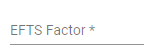 EFTS Factor *